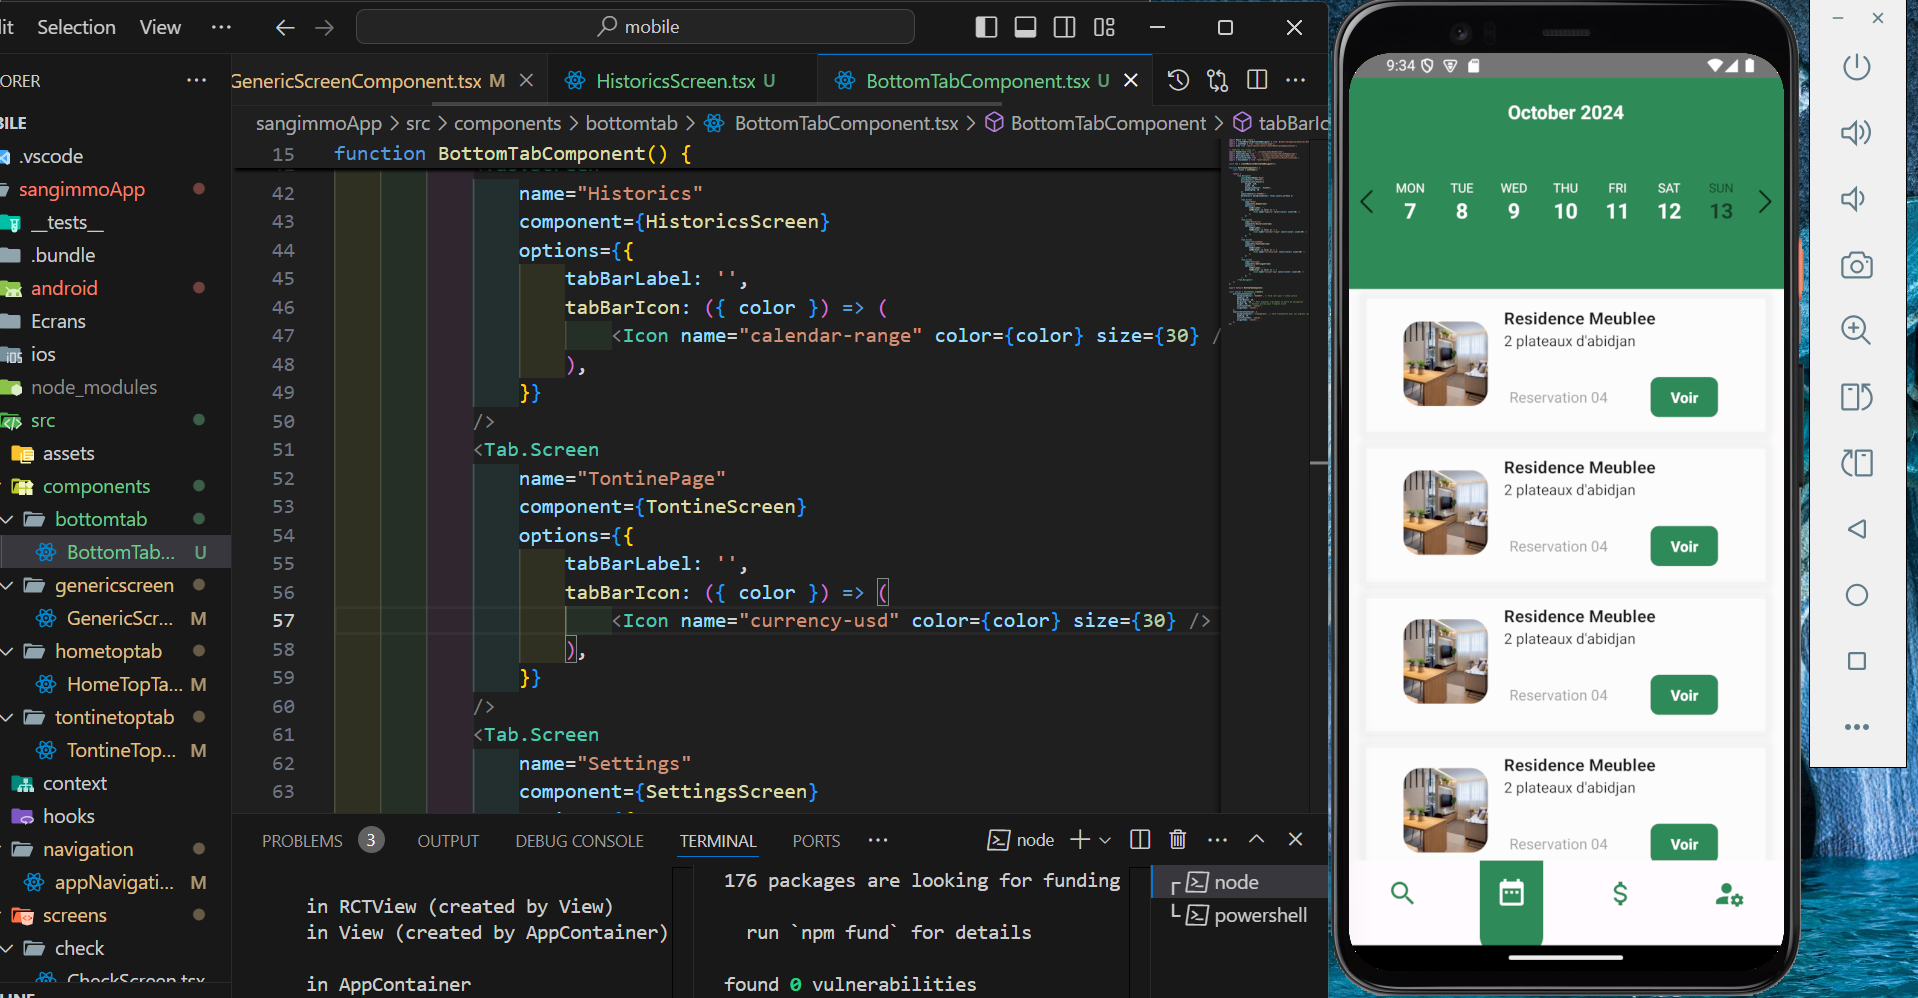 it Selection View ···
mobile
ORER ···
BILE
.vscode
sangimmoApp
__tests__
.bundle
android
Ecrans
ios
node_modules
src
assets
components
bottomtab
BottomTab... U
genericscreen
GenericScr... M
hometoptab
HomeTopTa... M
tontinetoptab
TontineTop... M
context
hooks
navigation
appNavigati... M
screens
check
CheckScreen.tsx
GenericScreenComponent.tsx M
HistoricsScreen.tsx U
BottomTabComponent.tsx U
sangimmoApp > src > components > bottomtab > BottomTabComponent.tsx > BottomTabComponent > tabBarIc
15 function BottomTabComponent() {
42 name="Historics"
43 component={HistoricsScreen}
44 options={{
45 tabBarLabel: '',
46 tabBarIcon: ({ color }) => (
47 <Icon name="calendar-range" color={color} size={30} /
48 ),
49 }}
50 />
51 <Tab.Screen
52 name="TontinePage"
53 component={TontineScreen}
54 options={{
55 tabBarLabel: '',
56 tabBarIcon: ({ color }) => (
57 <Icon name="currency-usd" color={color} size={30} />
58 ),
59 }}
60 />
61 <Tab.Screen
62 name="Settings"
63 component={SettingsScreen}
PROBLEMS 3 OUTPUT DEBUG CONSOLE TERMINAL PORTS ··· node
in RCTView (created by View)
in View (created by AppContainer)
in AppContainer
176 packages are looking for funding
run `npm fund` for details
found 0 vulnerabilities
node
powershell
9:34
October 2024
MON TUE WED THU FRI SAT SUN
7 8 9 10 11 12 13
Residence Meublee
2 plateaux d'abidjan
Reservation 04 Voir
Residence Meublee
2 plateaux d'abidjan
Reservation 04 Voir
Residence Meublee
2 plateaux d'abidjan
Reservation 04 Voir
Residence Meublee
2 plateaux d'abidjan
Reservation 04 Voir